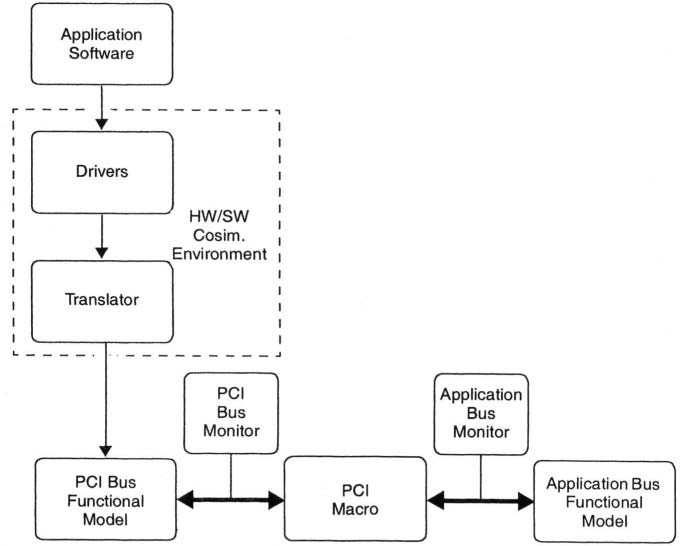 Application
Software
Drivers
HW/SW
Cosim.
Environment
Translator
PCI
Bus
Monitor
Application
Bus
Monitor
PCI Bus
Functional
Model
PCI
Macro
Application Bus
Functional
Model